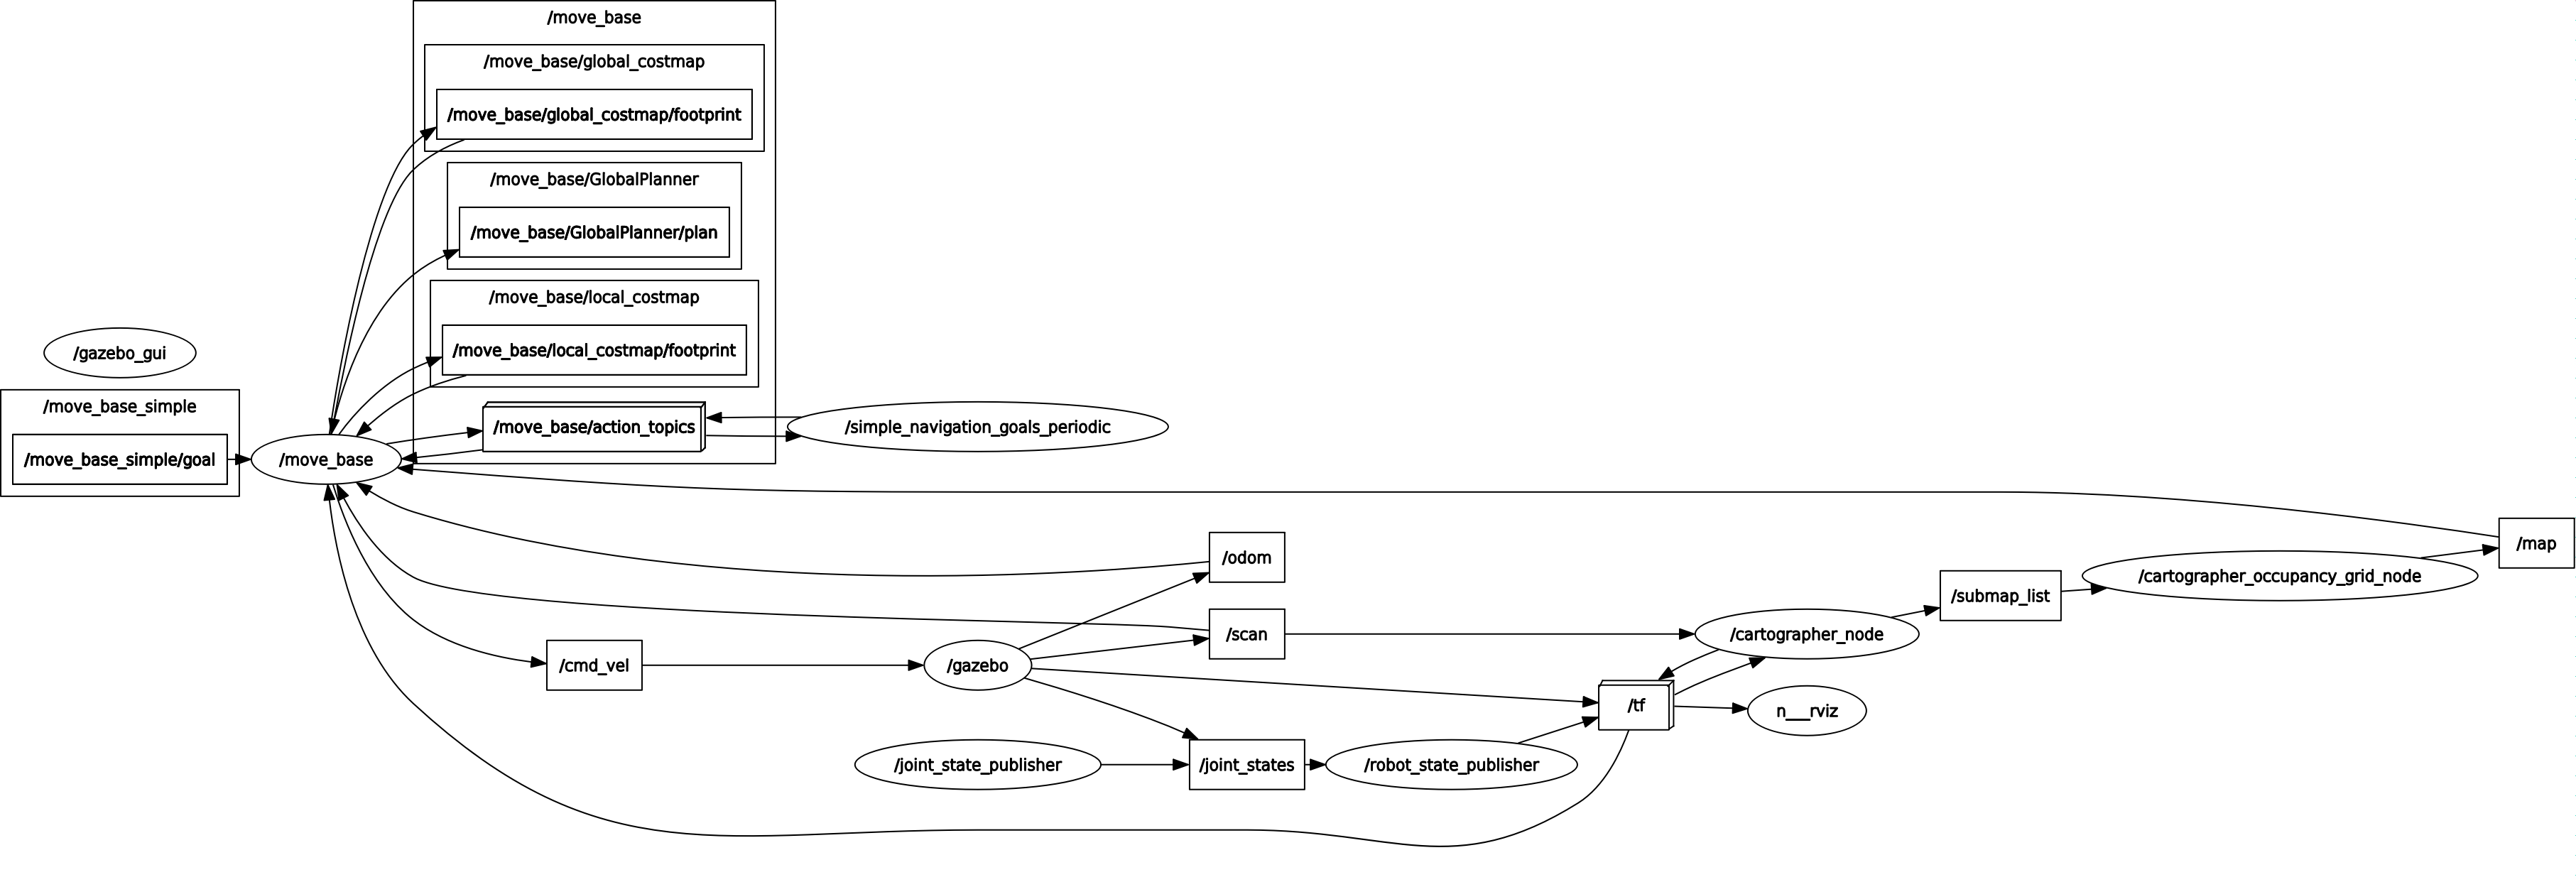 /move_base
/move_base/global_costmap
/move_base/global_costmap/footprint
/move_base/GlobalPlanner
/move_base/GlobalPlanner/plan
/move_base/local_costmap
/move_base/local_costmap/footprint
/gazebo_gui
/move_base_simple
/move_base_simple/goal
/move_base
/move_base/action_topics
/simple_navigation_goals_periodic
/odom
/scan
/cmd_vel
/gazebo
/joint_state_publisher
/joint_states
/robot_state_publisher
/tf
/cartographer_node
n___rviz
/submap_list
/cartographer_occupancy_grid_node
/map